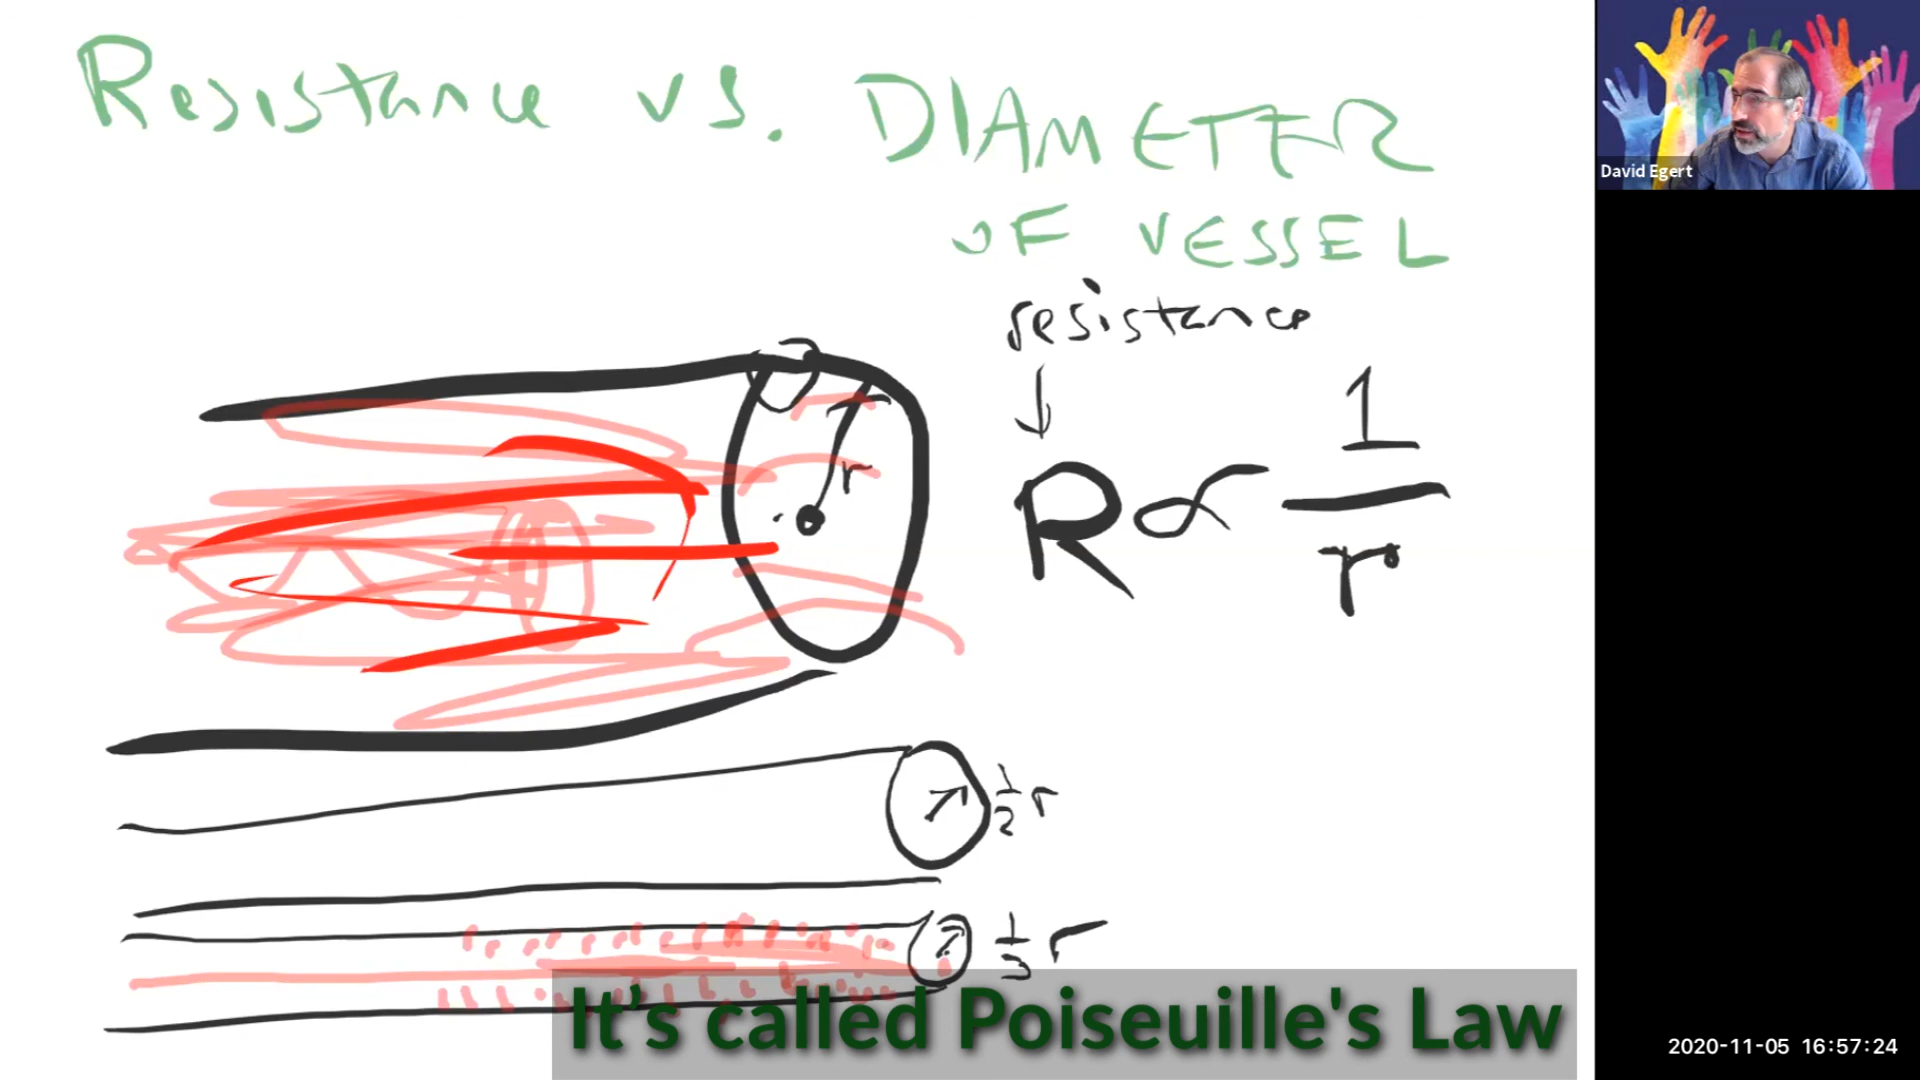 Resistance vs. DIAMETER
OF VESSEL
David Egert
resistance
↓
R ∝ 1/r
r
1/2 r
1/3 r
It's called Poiseuille's Law
2020-11-05 16:57:24